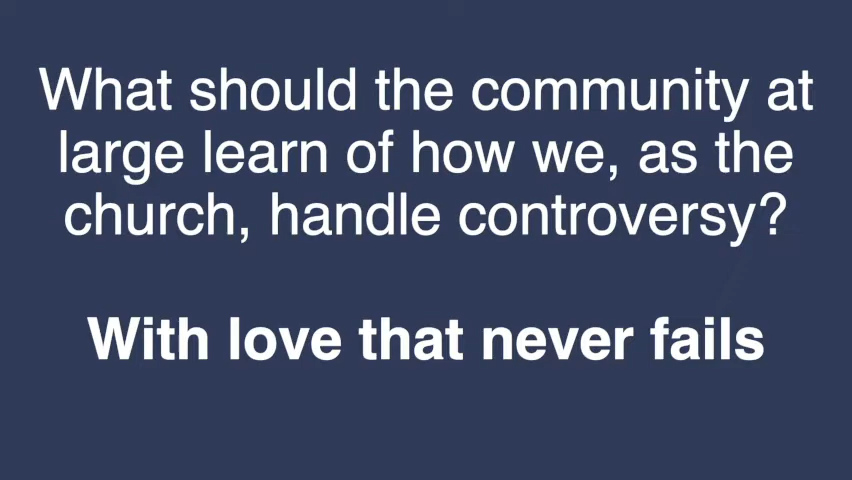 What should the community at
large learn of how we, as the
church, handle controversy?
With love that never fails